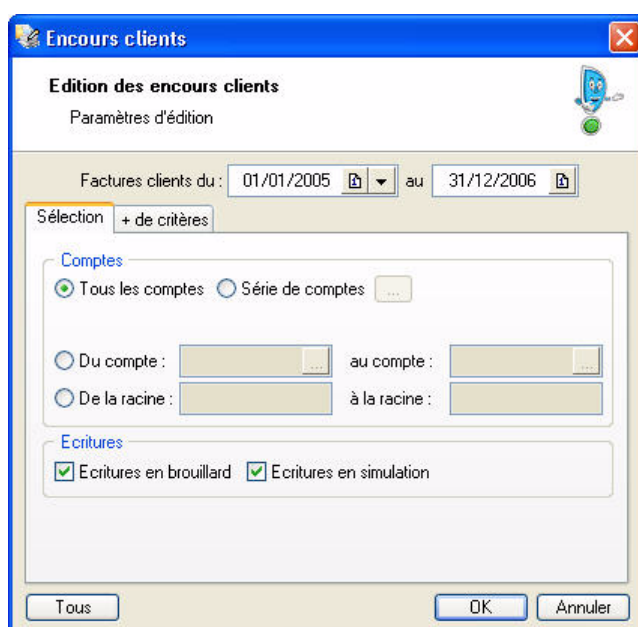 Encours clients
Edition des encours clients
Paramètres d'édition
Factures clients du : 01/01/2005 au 31/12/2006
Sélection + de critères
Comptes
Tous les comptes Série de comptes ...
Du compte : ... au compte : ...
De la racine : à la racine :
Ecritures
Ecritures en brouillard Ecritures en simulation
Tous OK Annuler